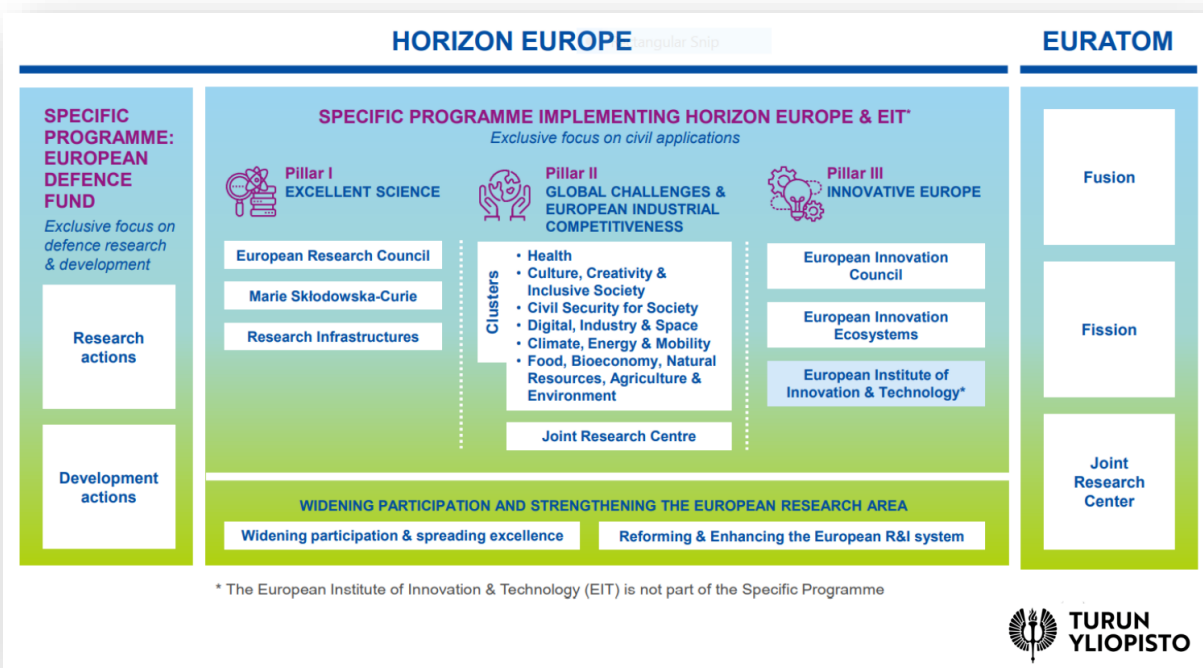 HORIZON EUROPE
Rectangular Snip
EURATOM
SPECIFIC
PROGRAMME:
EUROPEAN
DEFENCE
FUND
Exclusive focus on
defence research
& development
Research
actions
Development
actions
SPECIFIC PROGRAMME IMPLEMENTING HORIZON EUROPE & EIT*
Exclusive focus on civil applications
Pillar I
EXCELLENT SCIENCE
European Research Council
Marie Skłodowska-Curie
Research Infrastructures
Pillar II
GLOBAL CHALLENGES &
EUROPEAN INDUSTRIAL
COMPETITIVENESS
Clusters
• Health
• Culture, Creativity &
Inclusive Society
• Civil Security for Society
• Digital, Industry & Space
• Climate, Energy & Mobility
• Food, Bioeconomy, Natural
Resources, Agriculture &
Environment
Joint Research Centre
Pillar III
INNOVATIVE EUROPE
European Innovation
Council
European Innovation
Ecosystems
European Institute of
Innovation & Technology*
WIDENING PARTICIPATION AND STRENGTHENING THE EUROPEAN RESEARCH AREA
Widening participation & spreading excellence
Reforming & Enhancing the European R&I system
Fusion
Fission
Joint
Research
Center
* The European Institute of Innovation & Technology (EIT) is not part of the Specific Programme
TURUN
YLIOPISTO